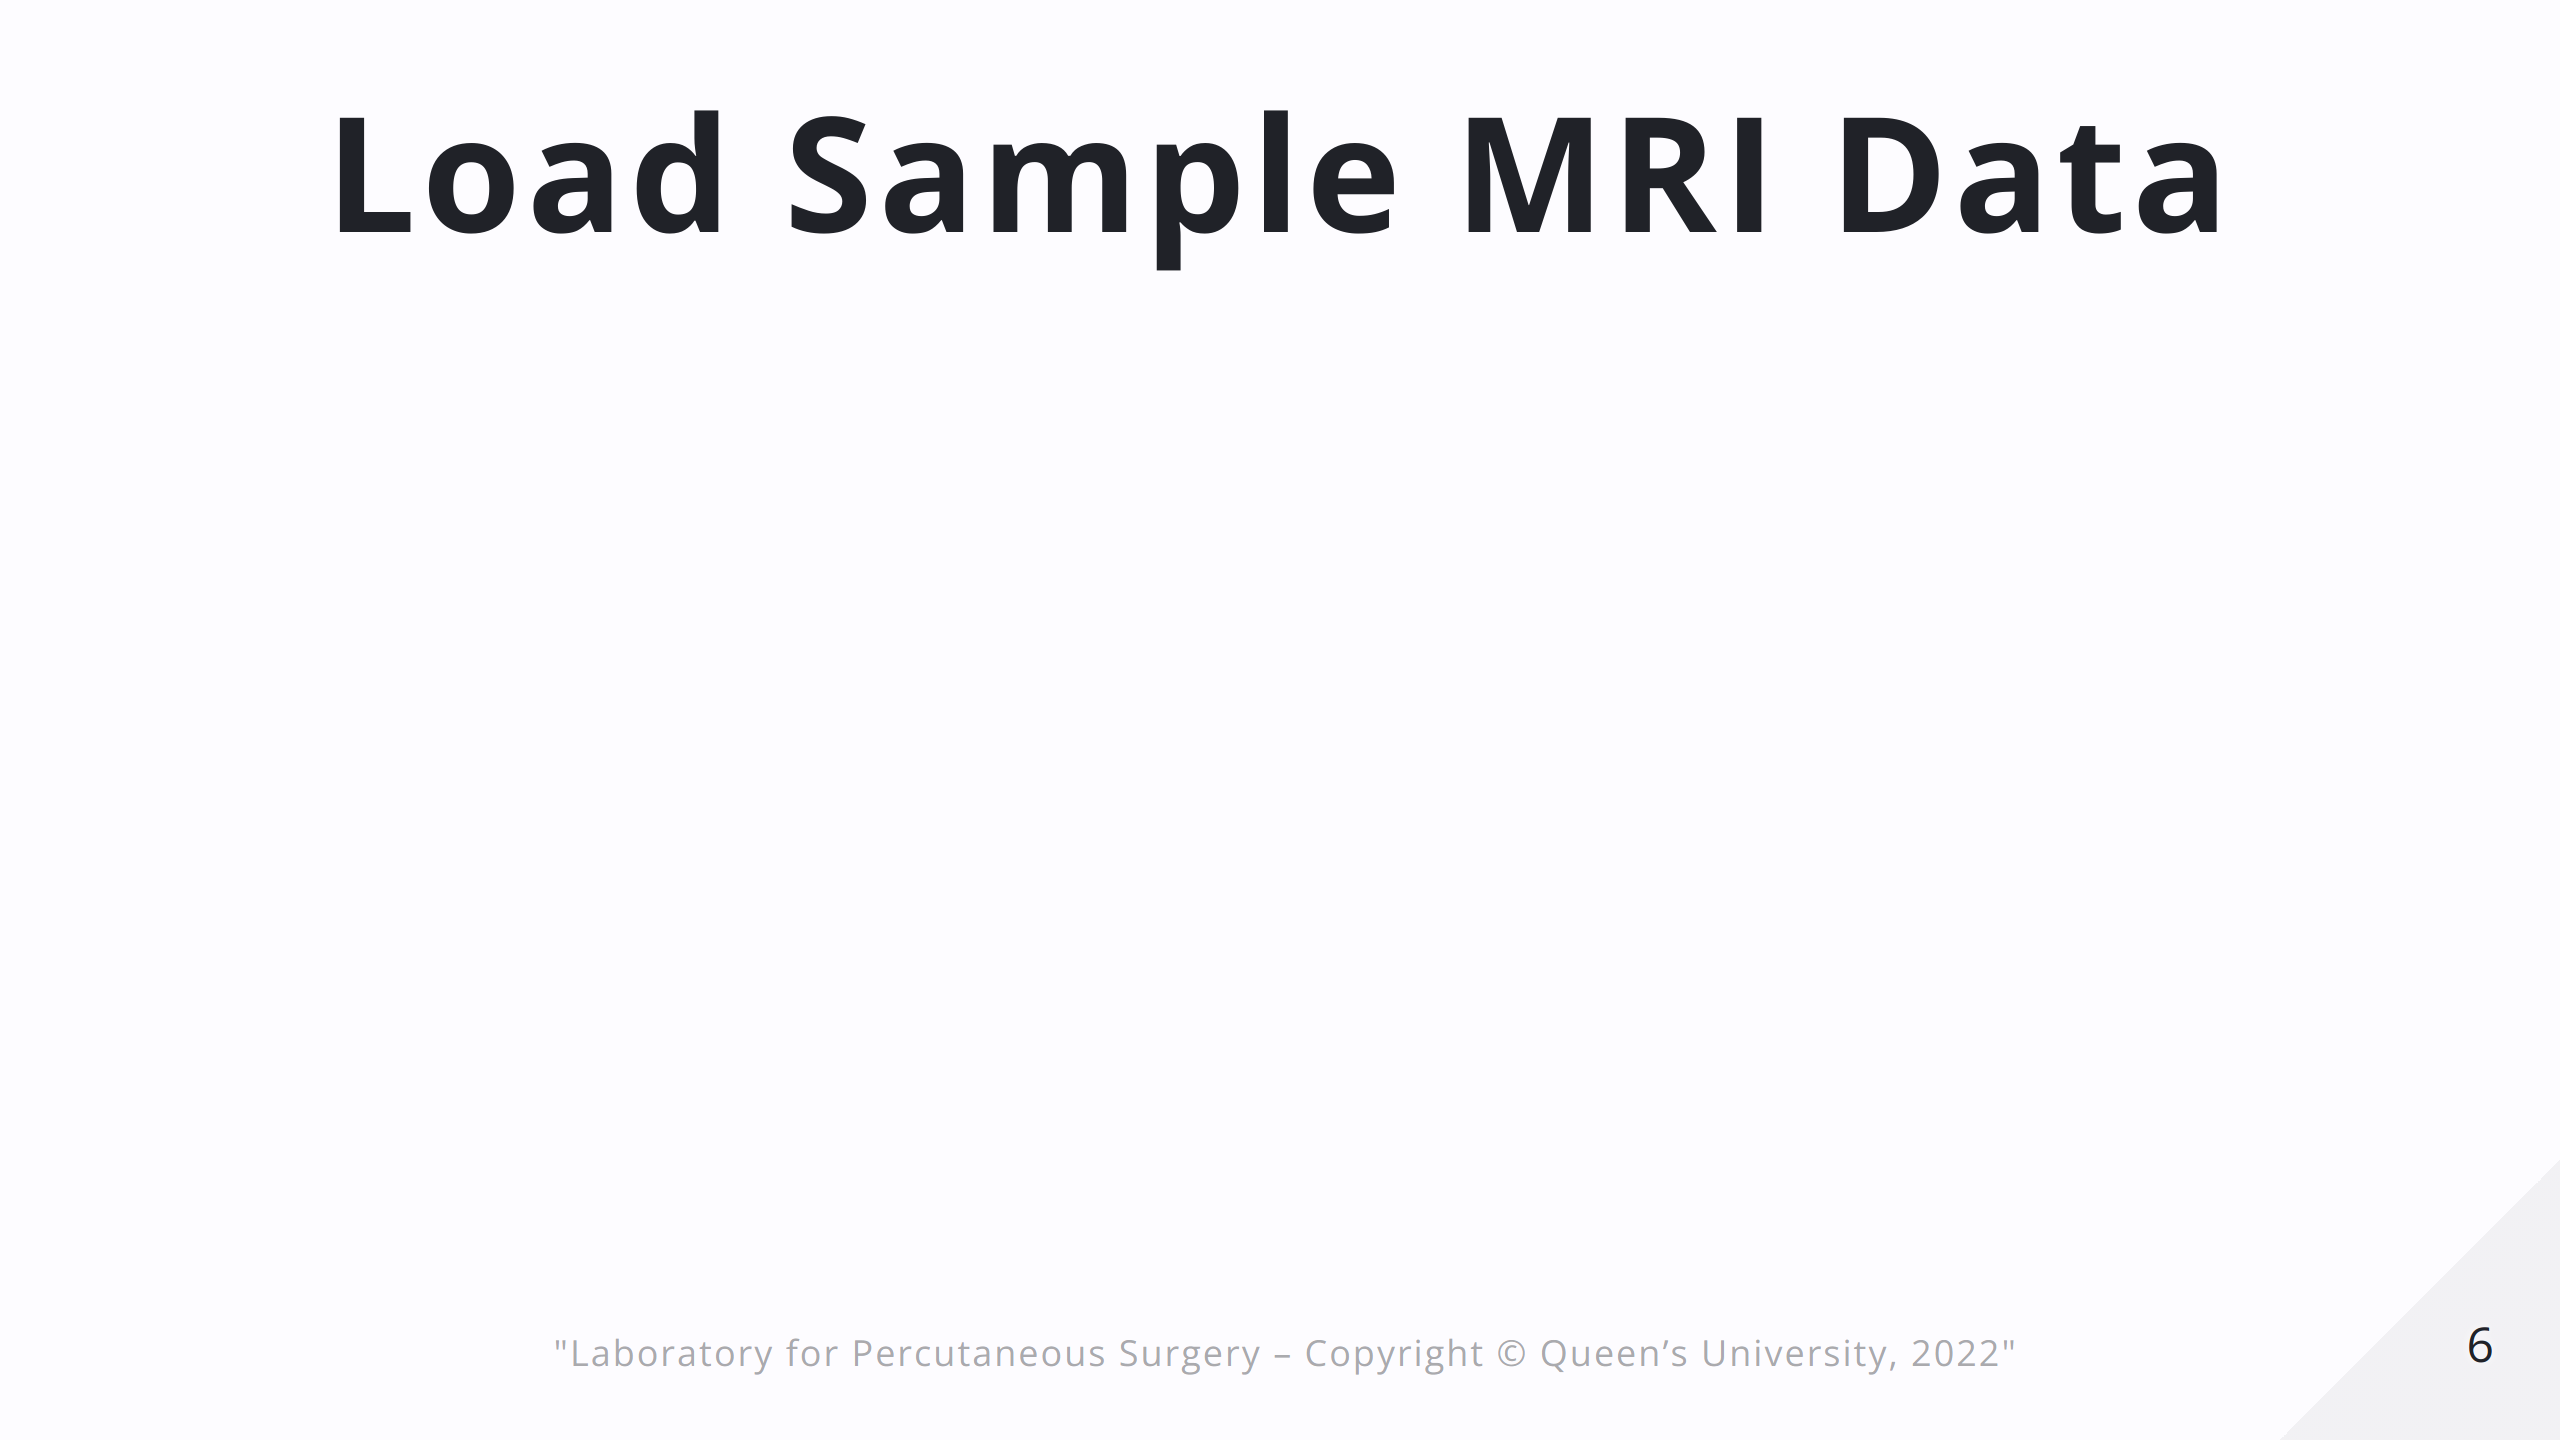 Load Sample MRI Data
"Laboratory for Percutaneous Surgery – Copyright © Queen’s University, 2022"
6